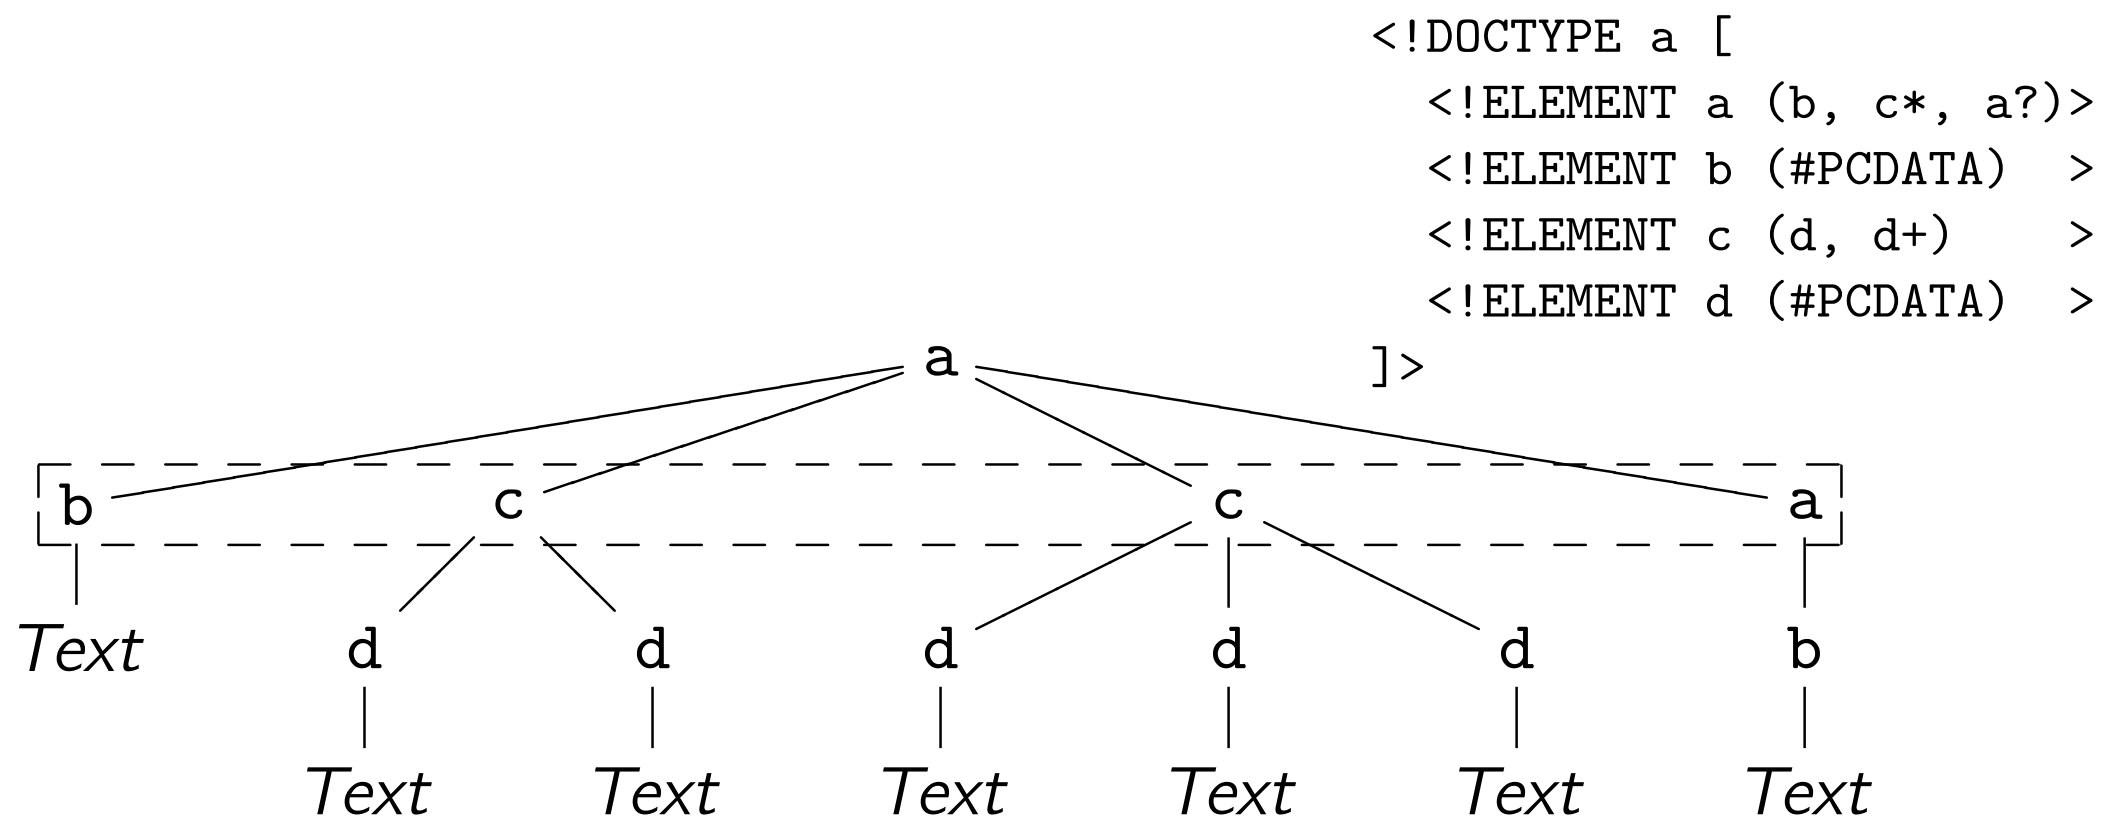 <!DOCTYPE a [
<!ELEMENT a (b, c*, a?)>
<!ELEMENT b (#PCDATA)  >
<!ELEMENT c (d, d+)    >
<!ELEMENT d (#PCDATA)  >
]>
a
b c c a
Text d d d d d b
Text Text Text Text Text Text